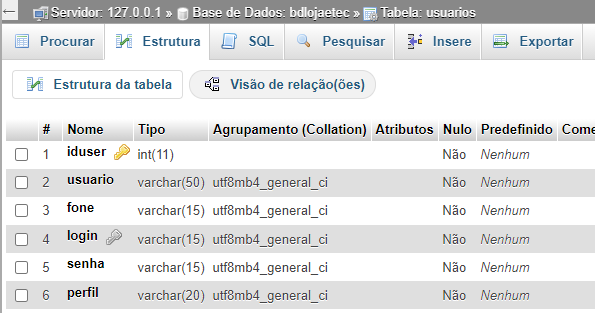 ← Servidor: 127.0.0.1 » Base de Dados: bdlojaetec » Tabela: usuarios
Procurar Estrutura SQL Pesquisar Insere Exportar
Estrutura da tabela Visão de relação(ões)
# Nome Tipo Agrupamento (Collation) Atributos Nulo Predefinido Come
1 iduser int(11) Não Nenhum
2 usuario varchar(50) utf8mb4_general_ci Não Nenhum
3 fone varchar(15) utf8mb4_general_ci Não Nenhum
4 login varchar(15) utf8mb4_general_ci Não Nenhum
5 senha varchar(15) utf8mb4_general_ci Não Nenhum
6 perfil varchar(20) utf8mb4_general_ci Não Nenhum